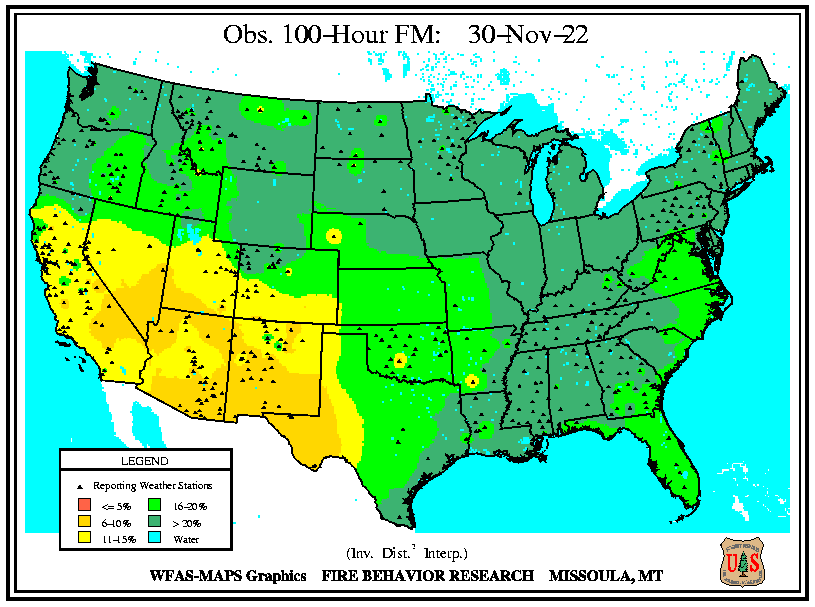 Obs. 100-Hour FM: 30-Nov-22
LEGEND
Reporting Weather Stations
<= 5%
16-20%
6-10%
> 20%
11-15%
Water
(Inv. Dist.² Interp.)
WFAS-MAPS Graphics FIRE BEHAVIOR RESEARCH MISSOULA, MT
U S